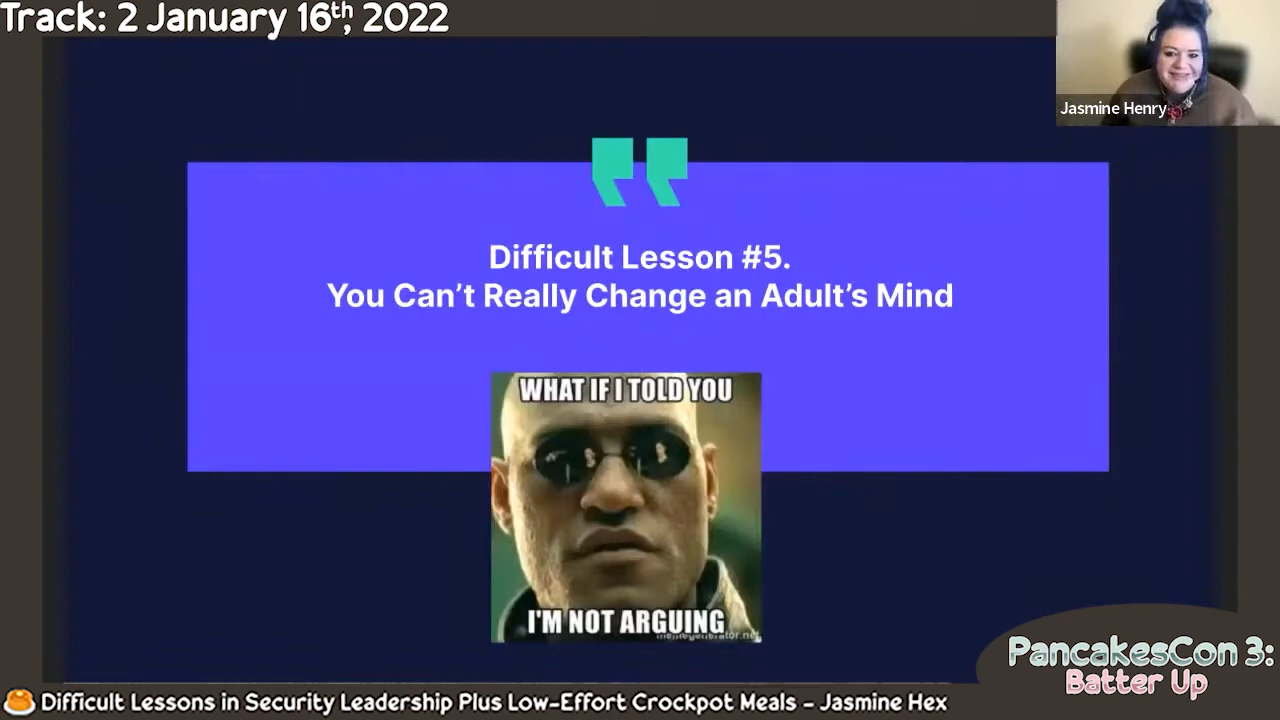 Track: 2 January 16th, 2022
Jasmine Henry
Difficult Lesson #5.
You Can't Really Change an Adult's Mind
WHAT IF I TOLD YOU
I'M NOT ARGUING
memegenerator.net
PancakesCon 3:
Batter Up
Difficult Lessons in Security Leadership Plus Low-Effort Crockpot Meals - Jasmine Hex